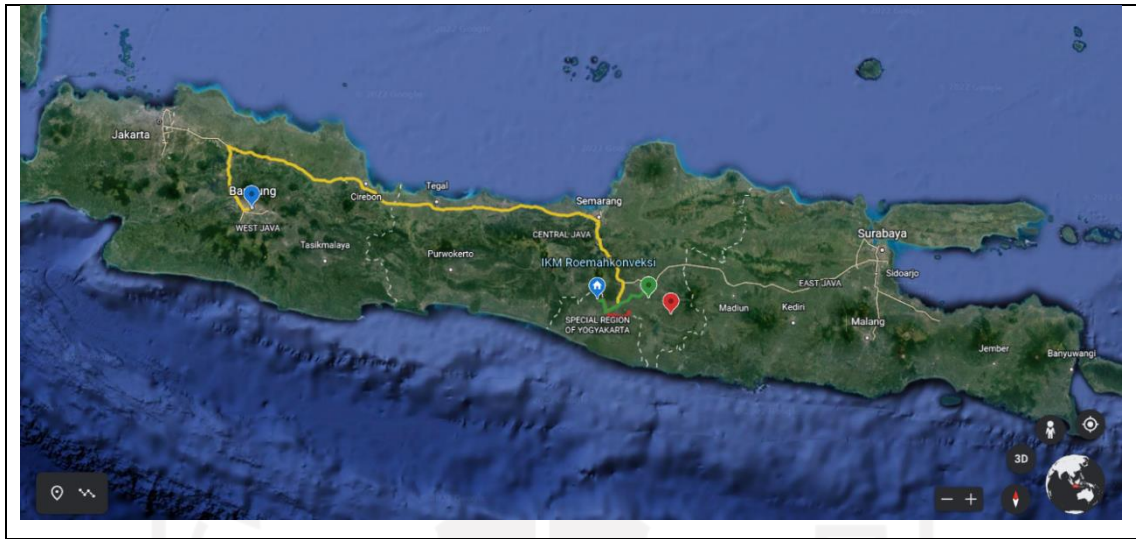 Jakarta
Bandung
WEST JAVA
Tasikmalaya
Cirebon
Tegal
Purwokerto
Semarang
CENTRAL JAVA
IKM Roemahkonveksi
SPECIAL REGION
OF YOGYAKARTA
Madiun
Kediri
EAST JAVA
Surabaya
Sidoarjo
Malang
Jember
Banyuwangi
3D